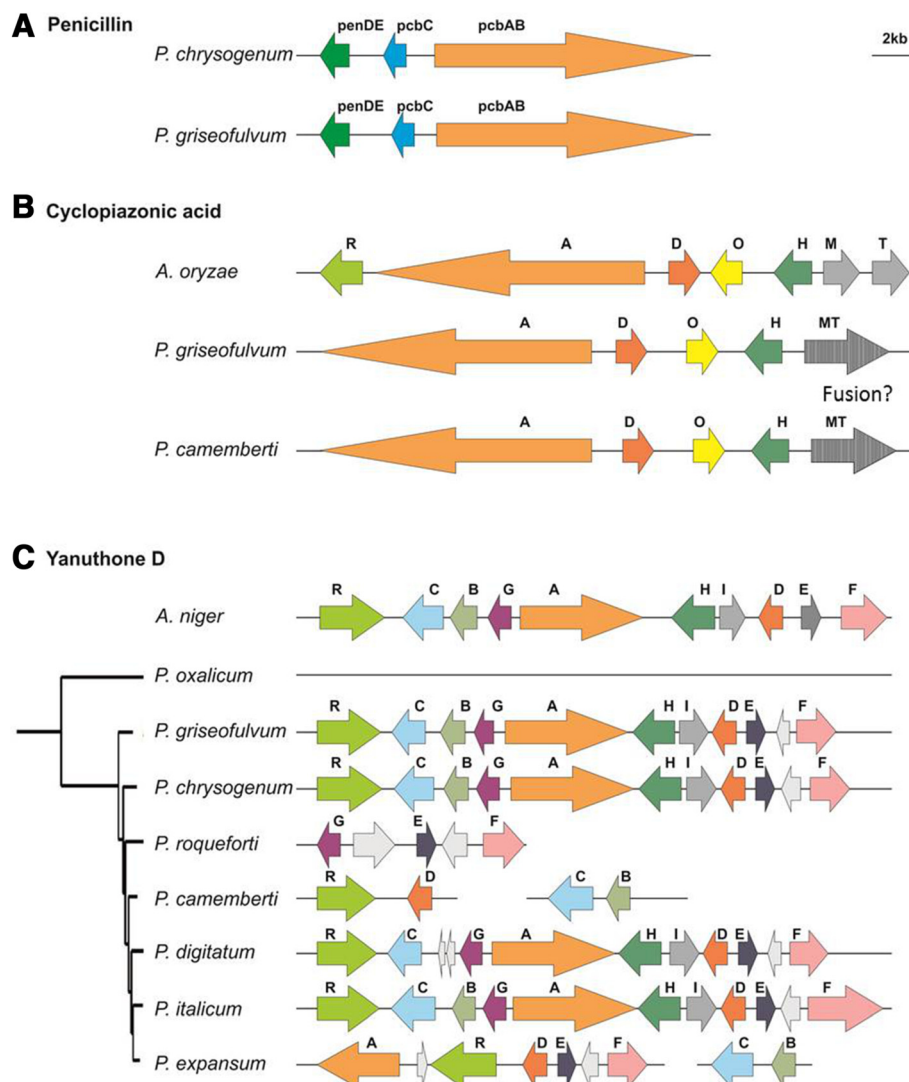 A Penicillin
penDE pcbC pcbAB
P. chrysogenum
2kb
penDE pcbC pcbAB
P. griseofulvum
B Cyclopiazonic acid
R A D O H M T
A. oryzae
A D O H MT
P. griseofulvum
Fusion?
A D O H MT
P. camemberti
C Yanuthone D
R C B G A H I D E F
A. niger
P. oxalicum
R C B G A H I D E F
P. griseofulvum
R C B G A H I D E F
P. chrysogenum
G E F
P. roqueforti
R D C B
P. camemberti
R C G A H I D E F
P. digitatum
R C B G A H I D E F
P. italicum
A R D E F C B
P. expansum